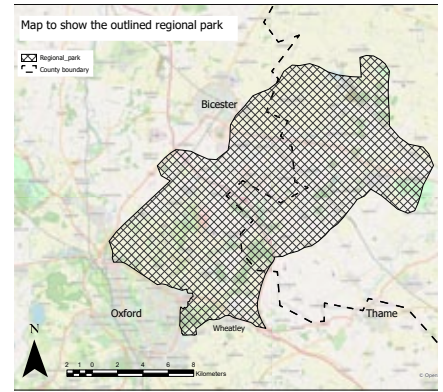 Map to show the outlined regional park
Regional_park
County boundary
Bicester
Oxford
Wheatley
Thame
N
2 1 0 2 4 6 8
Kilometers
© Open